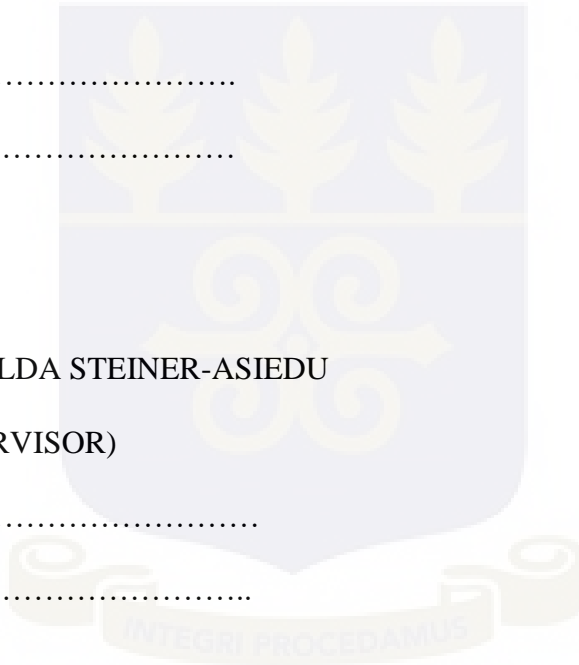 …………………….
……………………
LDA STEINER-ASIEDU
RVISOR)
………………………
……………………..
INTEGRI PROCEDAMUS